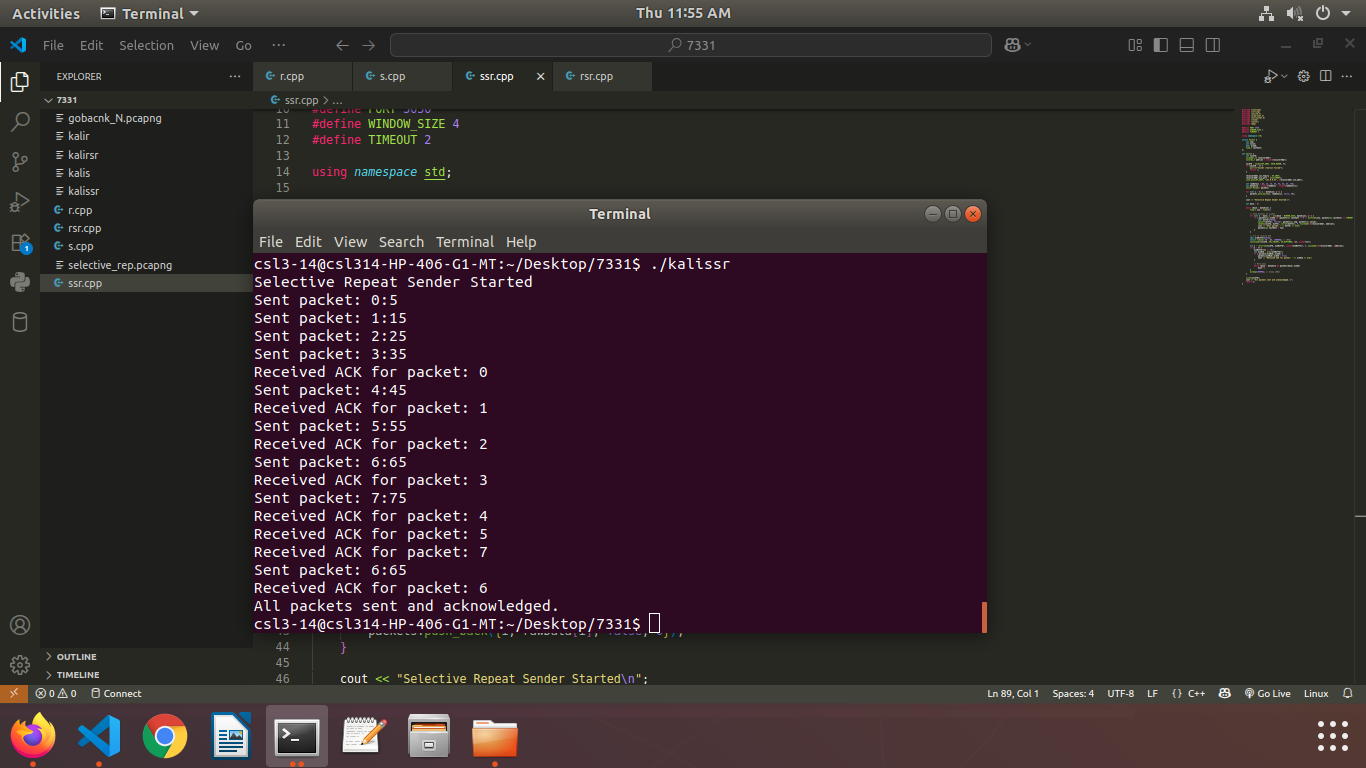 Activities Terminal Thu 11:55 AM
File Edit Selection View Go ··· 7331
EXPLORER ··· r.cpp s.cpp ssr.cpp rsr.cpp ···
7331 ssr.cpp > ...
gobacnk_N.pcapng
kalir
kalirsr
kalis
kalissr
r.cpp
rsr.cpp
s.cpp
selective_rep.pcapng
ssr.cpp
1
OUTLINE
TIMELINE
10 #define PORT 5050
11 #define WINDOW_SIZE 4
12 #define TIMEOUT 2
13
14 using namespace std;
15
Terminal
File Edit View Search Terminal Help
csl3-14@csl314-HP-406-G1-MT:~/Desktop/7331$ ./kalissr
Selective Repeat Sender Started
Sent packet: 0:5
Sent packet: 1:15
Sent packet: 2:25
Sent packet: 3:35
Received ACK for packet: 0
Sent packet: 4:45
Received ACK for packet: 1
Sent packet: 5:55
Received ACK for packet: 2
Sent packet: 6:65
Received ACK for packet: 3
Sent packet: 7:75
Received ACK for packet: 4
Received ACK for packet: 5
Received ACK for packet: 7
Sent packet: 6:65
Received ACK for packet: 6
All packets sent and acknowledged.
csl3-14@csl314-HP-406-G1-MT:~/Desktop/7331$
44 }
45
46 cout << "Selective Repeat Sender Started\n";
0 0 Connect Ln 89, Col 1 Spaces: 4 UTF-8 LF {} C++ Go Live Linux